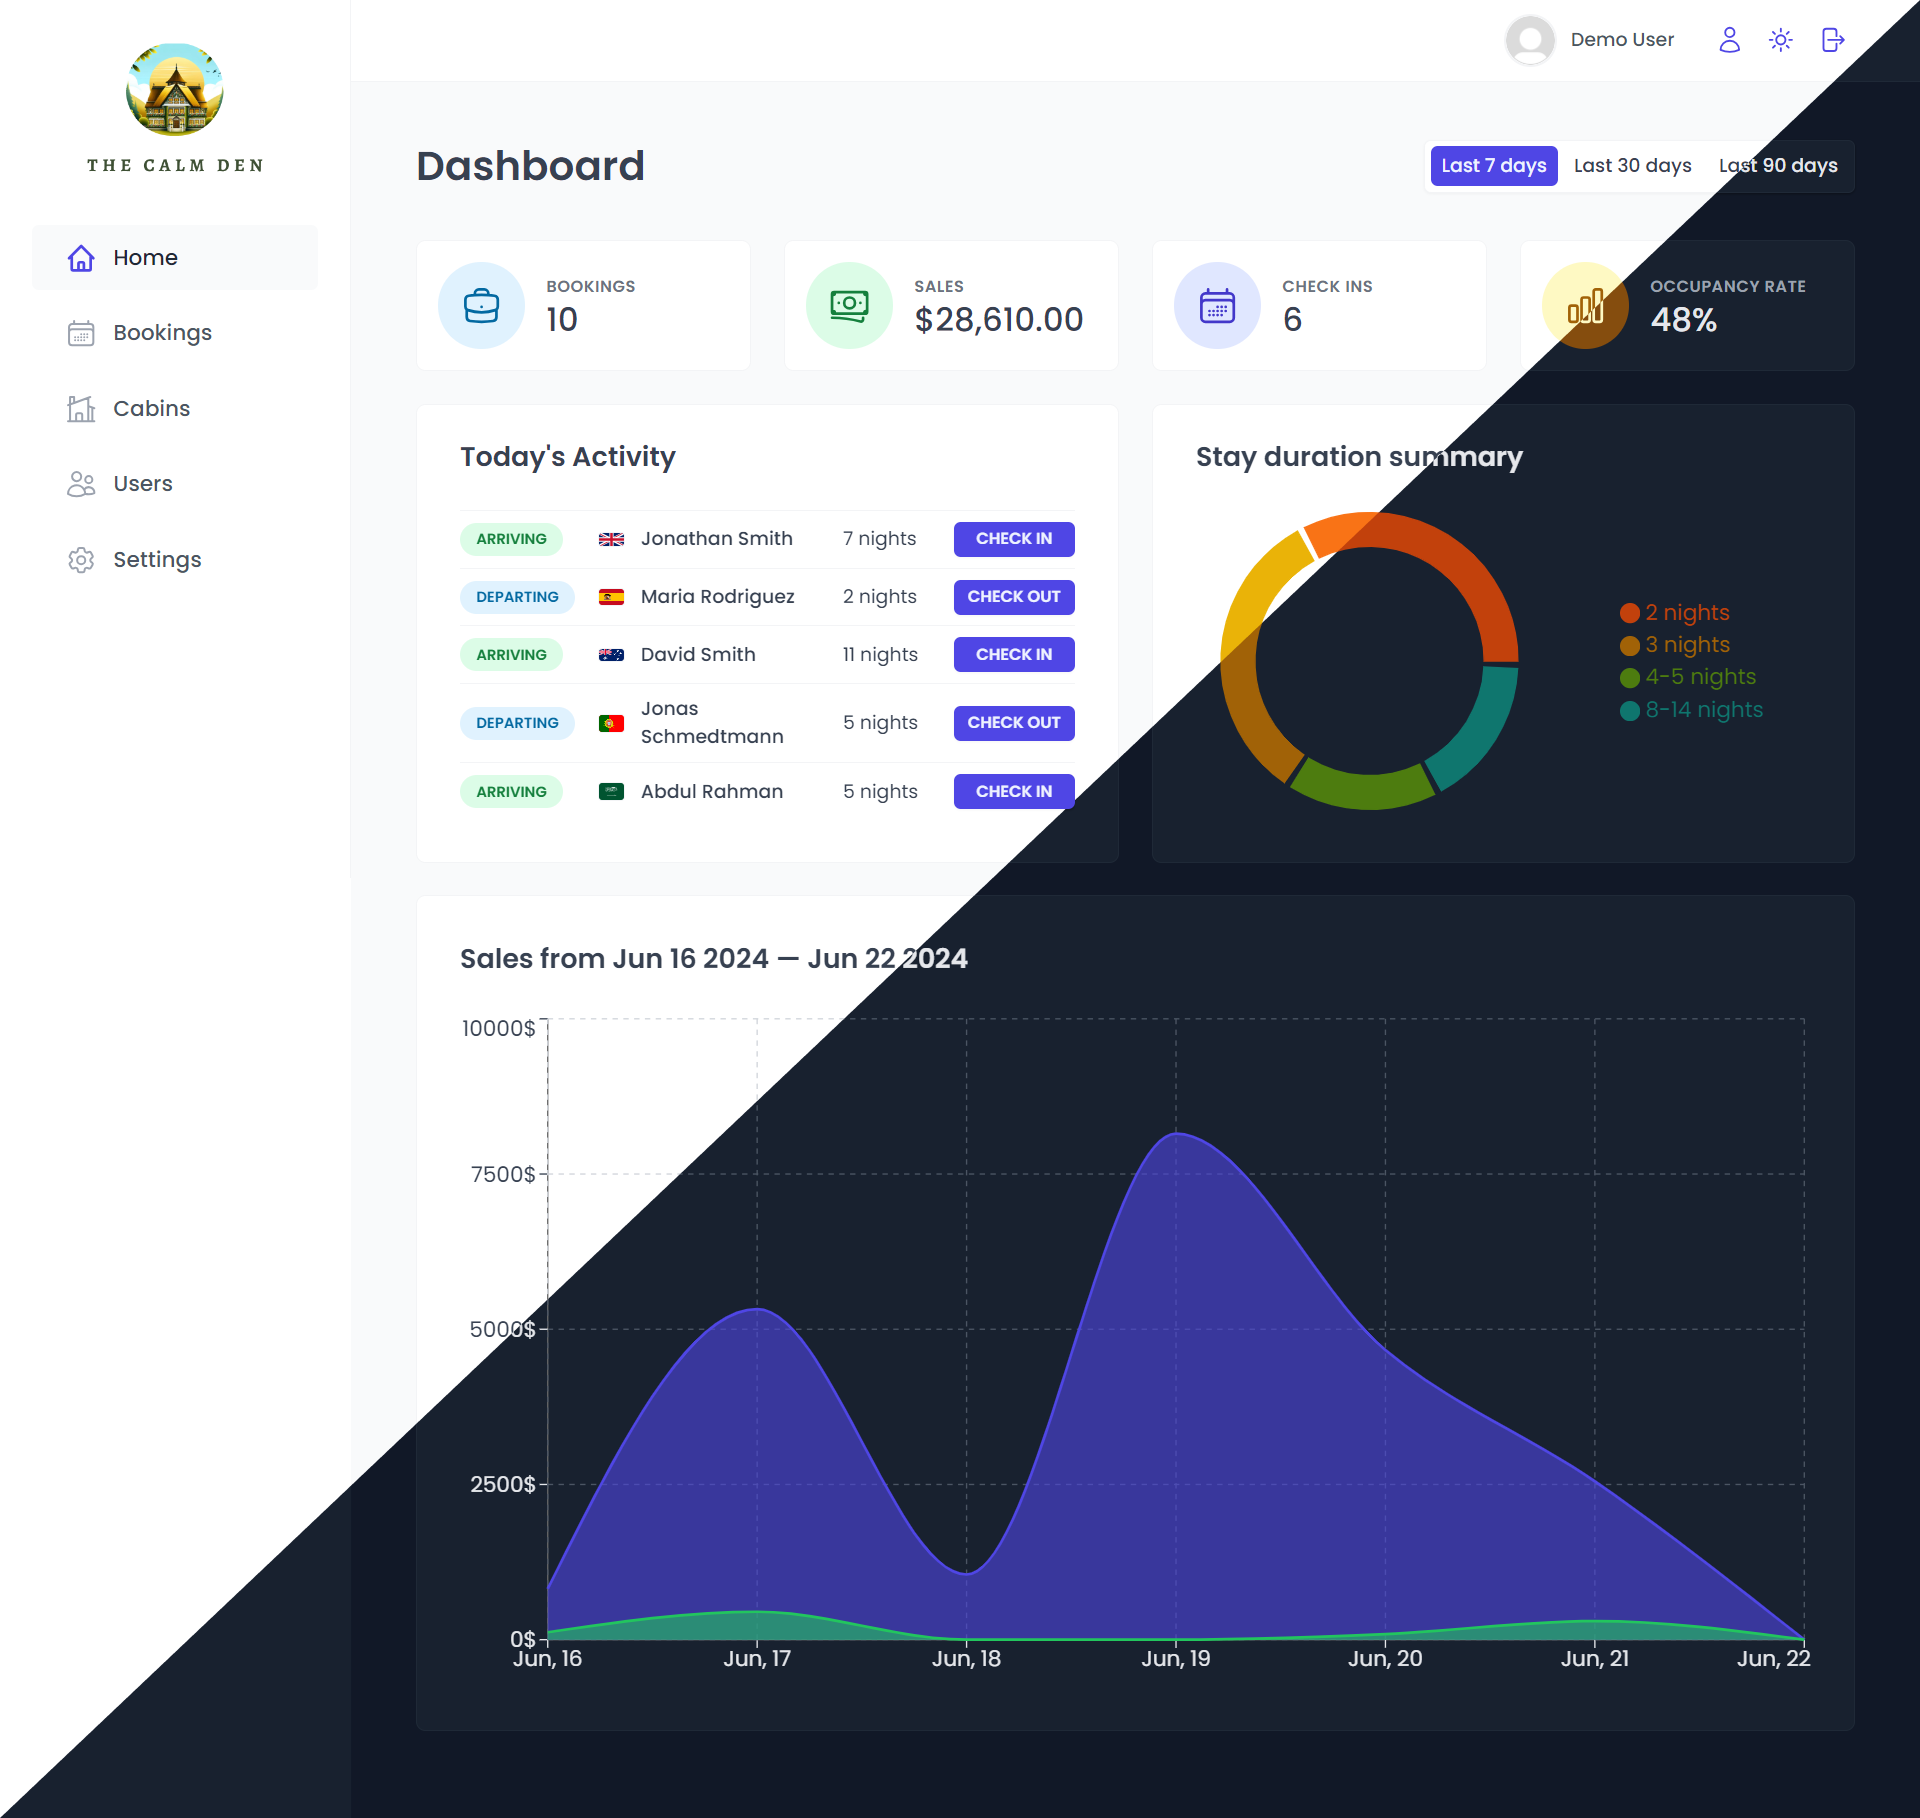 THE CALM DEN
Home
Bookings
Cabins
Users
Settings
Demo User
Dashboard
Last 7 days
Last 30 days
Last 90 days
BOOKINGS
10
SALES
$28,610.00
CHECK INS
6
OCCUPANCY RATE
48%
Today's Activity
ARRIVING Jonathan Smith 7 nights CHECK IN
DEPARTING Maria Rodriguez 2 nights CHECK OUT
ARRIVING David Smith 11 nights CHECK IN
DEPARTING Jonas
Schmedtmann 5 nights CHECK OUT
ARRIVING Abdul Rahman 5 nights CHECK IN
Stay duration summary
2 nights
3 nights
4-5 nights
8-14 nights
Sales from Jun 16 2024 — Jun 22 2024
10000$
7500$
5000$
2500$
0$
Jun, 16 Jun, 17 Jun, 18 Jun, 19 Jun, 20 Jun, 21 Jun, 22